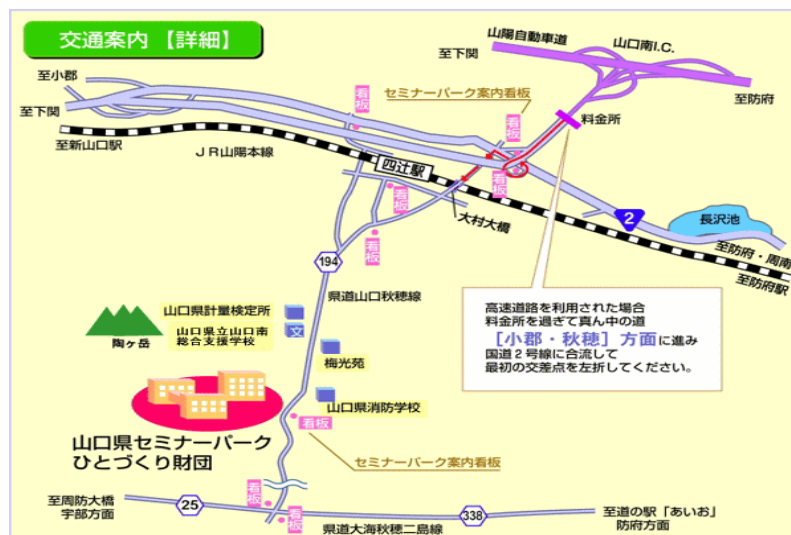 交通案内 【詳細】
山陽自動車道
山口南I.C.
至下関
至防府
至小郡
至下関
看板
セミナーパーク案内看板
看板
料金所
至新山口駅
JR山陽本線
四辻駅
看板
看板
大村大橋
2
長沢池
看板
至防府・周南
至防府駅
194
県道山口秋穂線
高速道路を利用された場合
料金所を過ぎて真ん中の道
［小郡・秋穂］方面に進み
国道２号線に合流して
最初の交差点を左折してください。
山口県計量検定所
山口県立山口南
総合支援学校
文
陶ヶ岳
梅光苑
山口県消防学校
看板
山口県セミナーパーク
ひとづくり財団
セミナーパーク案内看板
看板
至周防大橋
宇部方面
25
看板
県道大海秋穂二島線
338
至道の駅「あいお」
防府方面